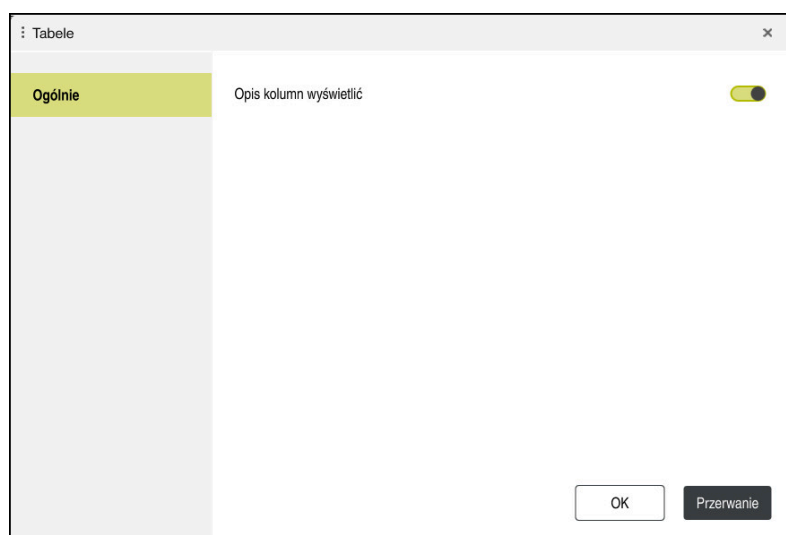 Tabele
Ogólnie
Opis kolumn wyświetlić
OK
Przerwanie